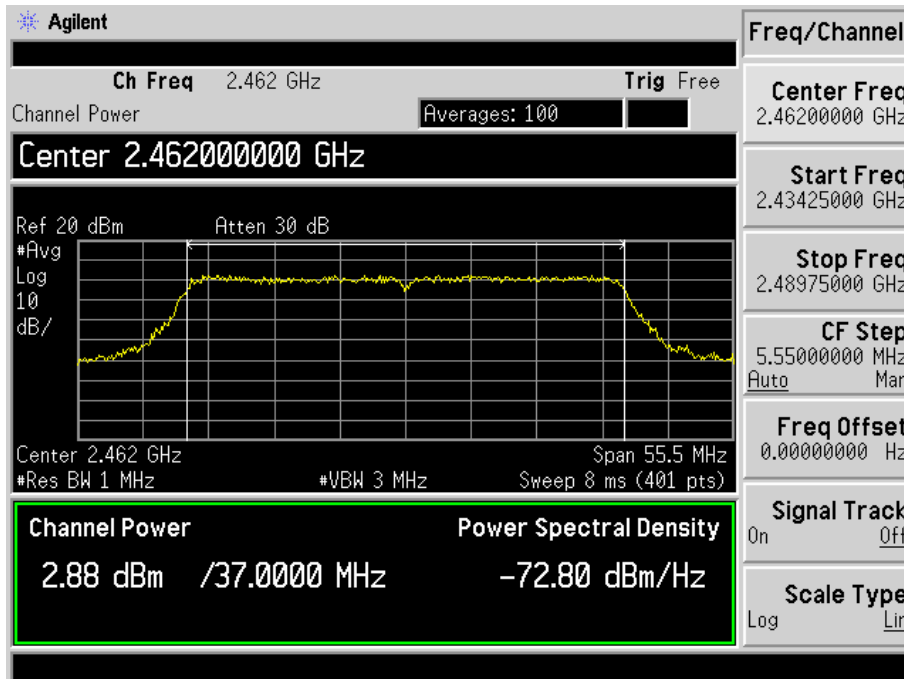 Agilent
Freq/Channel
Ch Freq 2.462 GHz Trig Free
Channel Power Averages: 100
Center 2.462000000 GHz
Ref 20 dBm Atten 30 dB
#Avg
Log
10
dB/
Center 2.462 GHz Span 55.5 MHz
#Res BW 1 MHz #VBW 3 MHz Sweep 8 ms (401 pts)
Channel Power Power Spectral Density
2.88 dBm /37.0000 MHz -72.80 dBm/Hz
Center Freq
2.46200000 GHz
Start Freq
2.43425000 GHz
Stop Freq
2.48975000 GHz
CF Step
5.55000000 MHz
Auto Man
Freq Offset
0.00000000 Hz
Signal Track
On Off
Scale Type
Log Lin